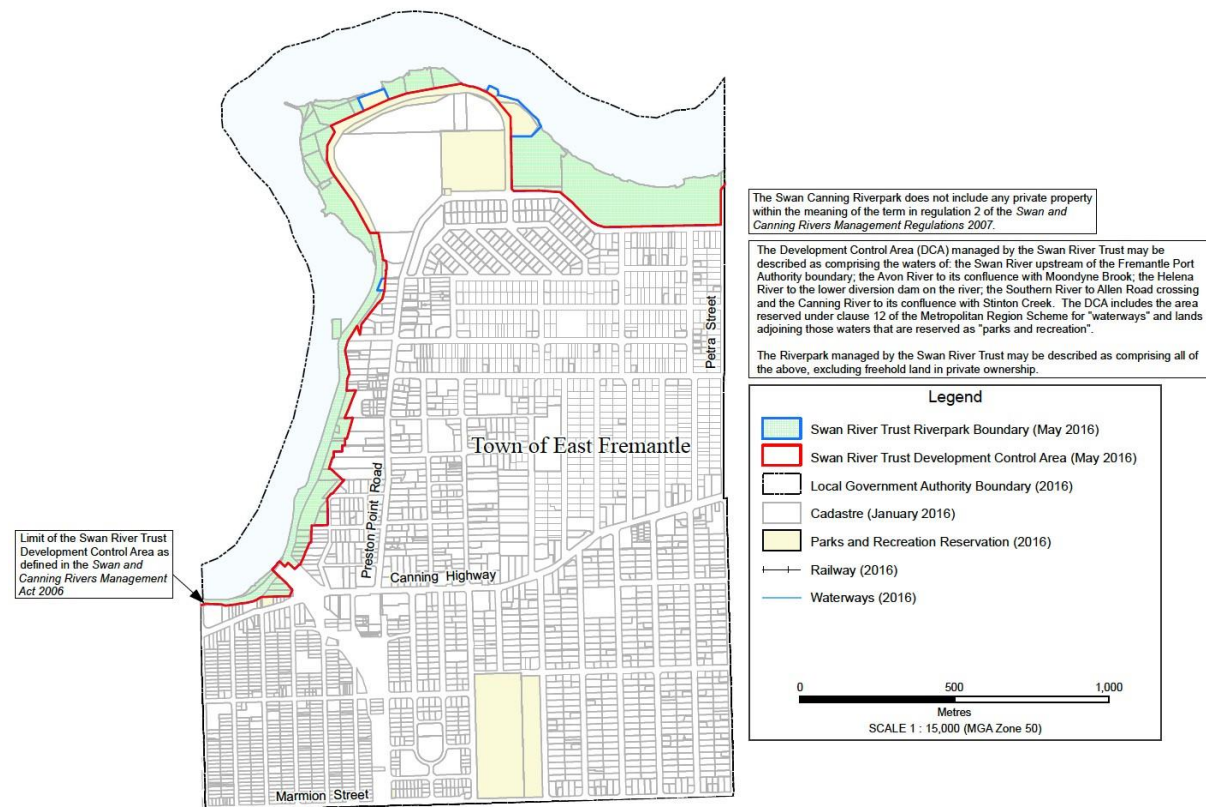 The Swan Canning Riverpark does not include any private property
within the meaning of the term in regulation 2 of the Swan and
Canning Rivers Management Regulations 2007.
The Development Control Area (DCA) managed by the Swan River Trust may be
described as comprising the waters of: the Swan River upstream of the Fremantle Port
Authority boundary; the Avon River to its confluence with Moondyne Brook; the Helena
River to the lower diversion dam on the river; the Southern River to Allen Road crossing
and the Canning River to its confluence with Stinton Creek. The DCA includes the area
reserved under clause 12 of the Metropolitan Region Scheme for "waterways" and lands
adjoining those waters that are reserved as "parks and recreation".
The Riverpark managed by the Swan River Trust may be described as comprising all of
the above, excluding freehold land in private ownership.
Petra Street
Town of East Fremantle
Preston Point Road
Canning Highway
Limit of the Swan River Trust
Development Control Area as
defined in the Swan and
Canning Rivers Management
Act 2006
Marmion Street
Legend
Swan River Trust Riverpark Boundary (May 2016)
Swan River Trust Development Control Area (May 2016)
Local Government Authority Boundary (2016)
Cadastre (January 2016)
Parks and Recreation Reservation (2016)
Railway (2016)
Waterways (2016)
0 500 1,000
Metres
SCALE 1 : 15,000 (MGA Zone 50)